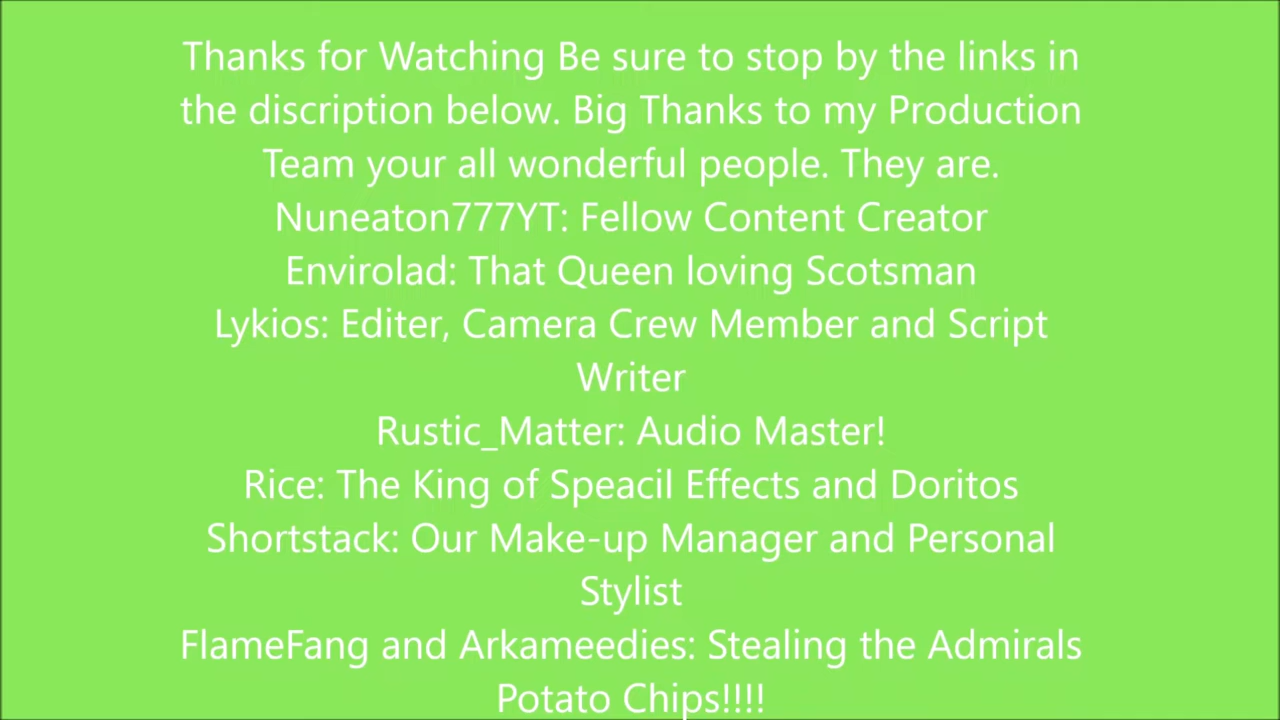 Thanks for Watching Be sure to stop by the links in
the discription below. Big Thanks to my Production
Team your all wonderful people. They are.
Nuneaton777YT: Fellow Content Creator
Envirolad: That Queen loving Scotsman
Lykios: Editer, Camera Crew Member and Script
Writer
Rustic_Matter: Audio Master!
Rice: The King of Speacil Effects and Doritos
Shortstack: Our Make-up Manager and Personal
Stylist
FlameFang and Arkameedies: Stealing the Admirals
Potato Chips!!!!